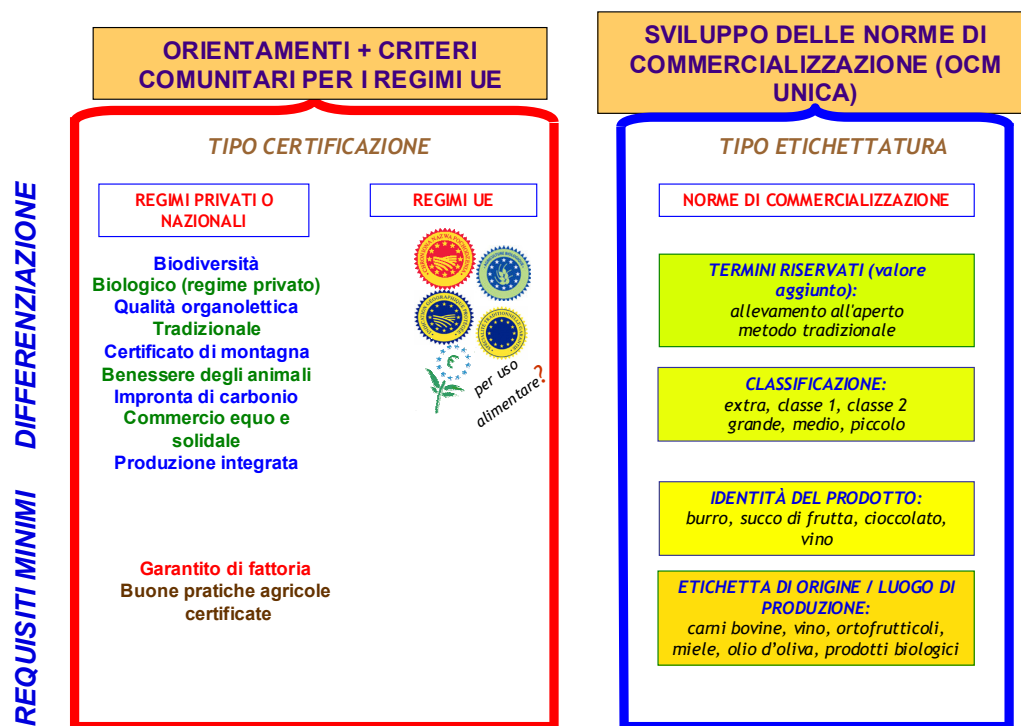 ORIENTAMENTI + CRITERI
COMUNITARI PER I REGIMI UE
SVILUPPO DELLE NORME DI
COMMERCIALIZZAZIONE (OCM
UNICA)
TIPO CERTIFICAZIONE
TIPO ETICHETTATURA
DIFFERENZIAZIONE
REQUISITI MINIMI
REGIMI PRIVATI O
NAZIONALI
REGIMI UE
NORME DI COMMERCIALIZZAZIONE
Biodiversità
Biologico (regime privato)
Qualità organolettica
Tradizionale
Certificato di montagna
Benessere degli animali
Impronta di carbonio
Commercio equo e
solidale
Produzione integrata
Garantito di fattoria
Buone pratiche agricole
certificate
per uso
alimentare?
TERMINI RISERVATI (valore
aggiunto):
allevamento all'aperto
metodo tradizionale
CLASSIFICAZIONE:
extra, classe 1, classe 2
grande, medio, piccolo
IDENTITÀ DEL PRODOTTO:
burro, succo di frutta, cioccolato,
vino
ETICHETTA DI ORIGINE / LUOGO DI
PRODUZIONE:
carni bovine, vino, ortofrutticoli,
miele, olio d'oliva, prodotti biologici